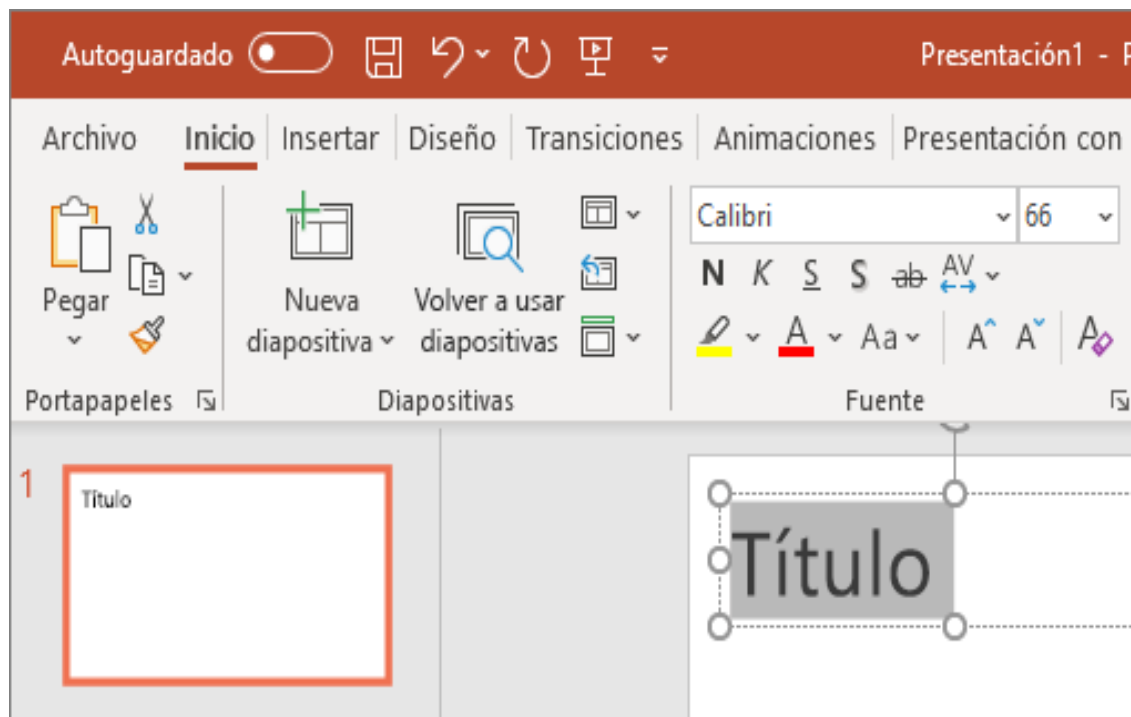 Autoguardado
Presentación1 - P
Archivo Inicio Insertar Diseño Transiciones Animaciones Presentación con
Calibri 66
N K S S ab AV
Pegar
Nueva diapositiva
Volver a usar diapositivas
A Aa A A A
Portapapeles Diapositivas Fuente
1
Título
Título